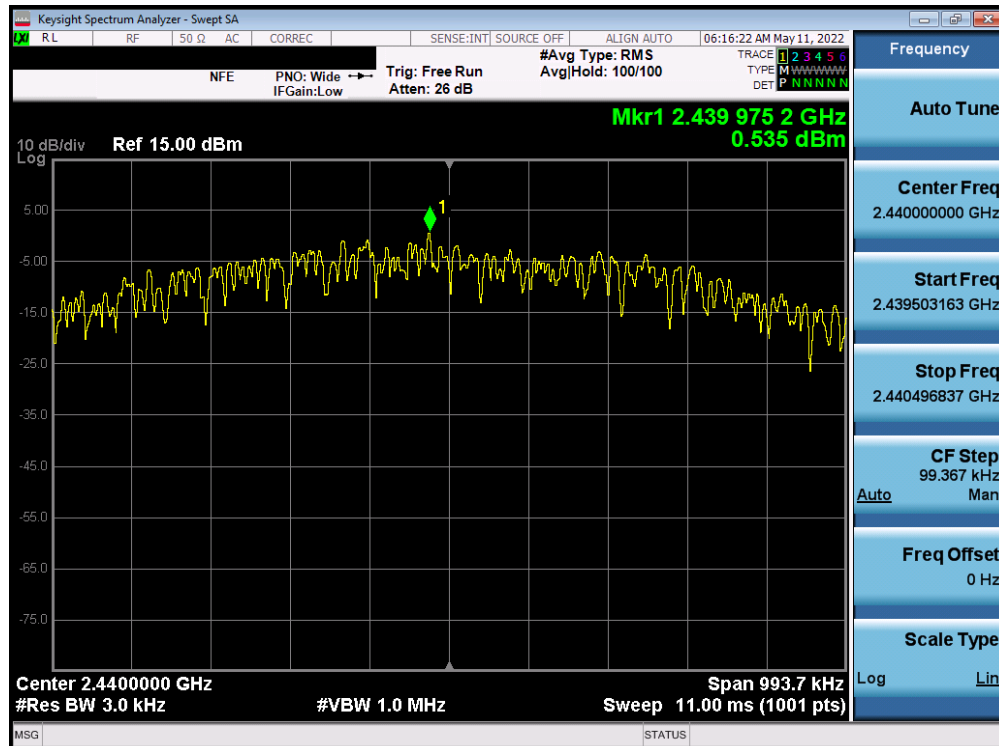 Keysight Spectrum Analyzer - Swept SA
LXI RL RF 50 Ω AC CORREC SENSE:INT SOURCE OFF ALIGN AUTO 06:16:22 AM May 11, 2022
NFE PNO: Wide Trig: Free Run #Avg Type: RMS TRACE 1 2 3 4 5 6
IFGain:Low Atten: 26 dB Avg|Hold: 100/100 TYPE M WWWWW
DET P N N N N N
Mkr1 2.439 975 2 GHz
0.535 dBm
10 dB/div Ref 15.00 dBm
Log
1
5.00
-5.00
-15.0
-25.0
-35.0
-45.0
-55.0
-65.0
-75.0
Center 2.4400000 GHz Span 993.7 kHz
#Res BW 3.0 kHz #VBW 1.0 MHz Sweep 11.00 ms (1001 pts)
MSG STATUS
Frequency
Auto Tune
Center Freq
2.440000000 GHz
Start Freq
2.439503163 GHz
Stop Freq
2.440496837 GHz
CF Step
99.367 kHz
Auto Man
Freq Offset
0 Hz
Scale Type
Log Lin